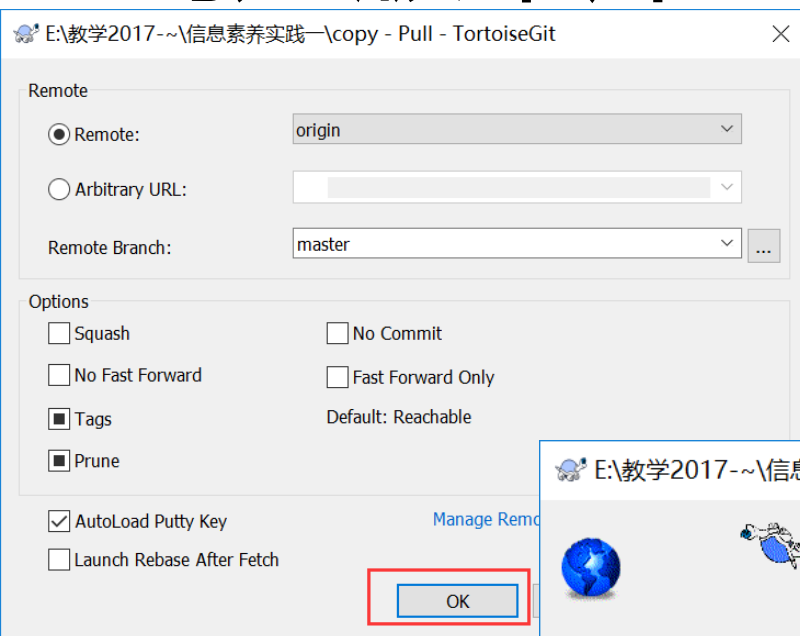 E:\教学2017-~\信息素养实践一\copy - Pull - TortoiseGit
Remote
Remote:
origin
Arbitrary URL:
Remote Branch:
master
...
Options
Squash
No Commit
No Fast Forward
Fast Forward Only
Tags
Default: Reachable
Prune
E:\教学2017-~\信息
AutoLoad Putty Key
Manage Remo
Launch Rebase After Fetch
OK